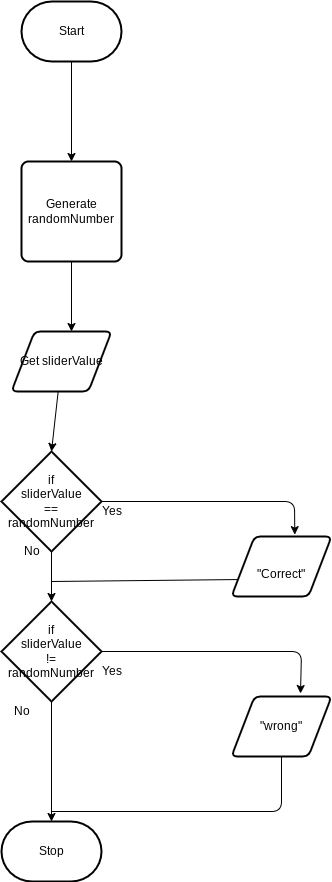 Start
Generate
randomNumber
Get sliderValue
if
sliderValue
==
randomNumber
Yes
No
"Correct"
if
sliderValue
!=
randomNumber
Yes
No
"wrong"
Stop